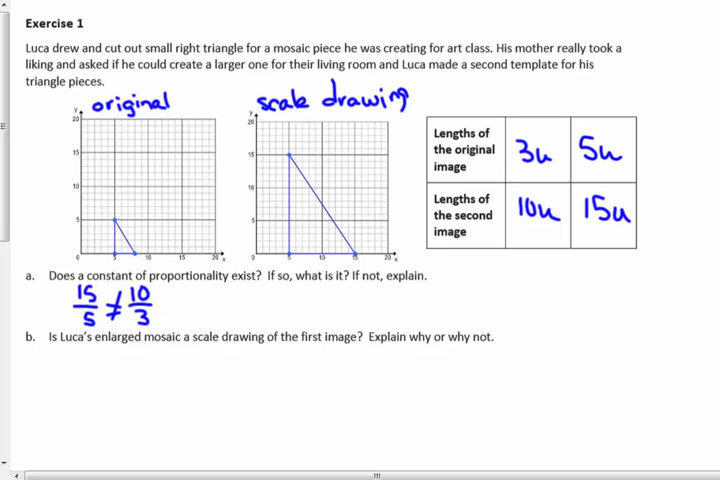 Exercise 1
Luca drew and cut out small right triangle for a mosaic piece he was creating for art class. His mother really took a
liking and asked if he could create a larger one for their living room and Luca made a second template for his
triangle pieces.
original
scale drawing
y
20
15
10
5
0
5
10
15
20
x
y
20
15
10
5
0
5
10
15
20
x
Lengths of
the original
image
3u
5u
Lengths of
the second
image
10u
15u
a. Does a constant of proportionality exist? If so, what is it? If not, explain.
15/5 ≠ 10/3
b. Is Luca's enlarged mosaic a scale drawing of the first image? Explain why or why not.